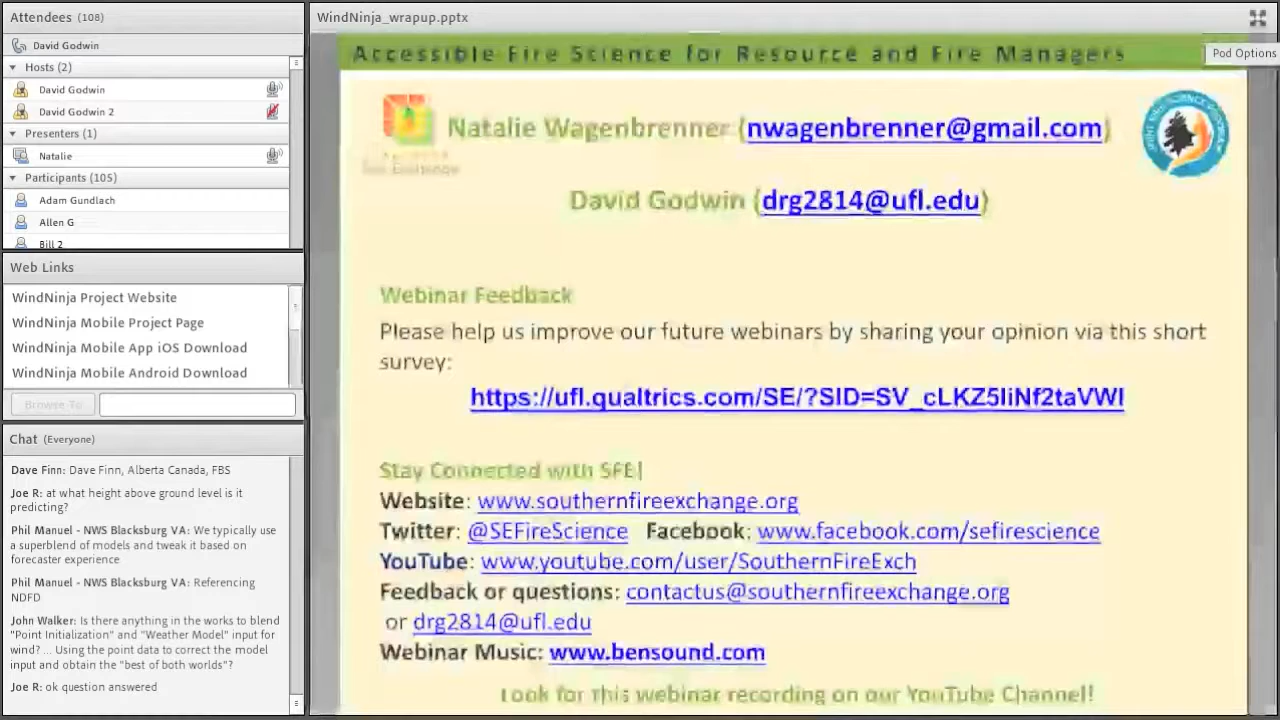 Attendees (108)
David Godwin
Hosts (2)
David Godwin
David Godwin 2
Presenters (1)
Natalie
Participants (105)
Adam Gundlach
Allen G
Bill 2
Web Links
WindNinja Project Website
WindNinja Mobile Project Page
WindNinja Mobile App iOS Download
WindNinja Mobile Android Download
Browse To
Chat (Everyone)
Dave Finn: Dave Finn, Alberta Canada, FBS
Joe R: at what height above ground level is it
predicting?
Phil Manuel - NWS Blacksburg VA: We typically use
a superblend of models and tweak it based on
forecaster experience
Phil Manuel - NWS Blacksburg VA: Referencing
NDFD
John Walker: Is there anything in the works to blend
"Point Initialization" and "Weather Model" input for
wind? ... Using the point data to correct the model
input and obtain the "best of both worlds"?
Joe R: ok question answered
WindNinja_wrapup.pptx
Pod Options
Accessible Fire Science for Resource and Fire Managers
Natalie Wagenbrenner (nwagenbrenner@gmail.com)
David Godwin (drg2814@ufl.edu)
Webinar Feedback
Please help us improve our future webinars by sharing your opinion via this short
survey:
https://ufl.qualtrics.com/SE/?SID=SV_cLKZ5IiNf2taVWl
Stay Connected with SFE|
Website: www.southernfireexchange.org
Twitter: @SEFireScience Facebook: www.facebook.com/sefirescience
YouTube: www.youtube.com/user/SouthernFireExch
Feedback or questions: contactus@southernfireexchange.org
or drg2814@ufl.edu
Webinar Music: www.bensound.com
Look for this webinar recording on our YouTube Channel!